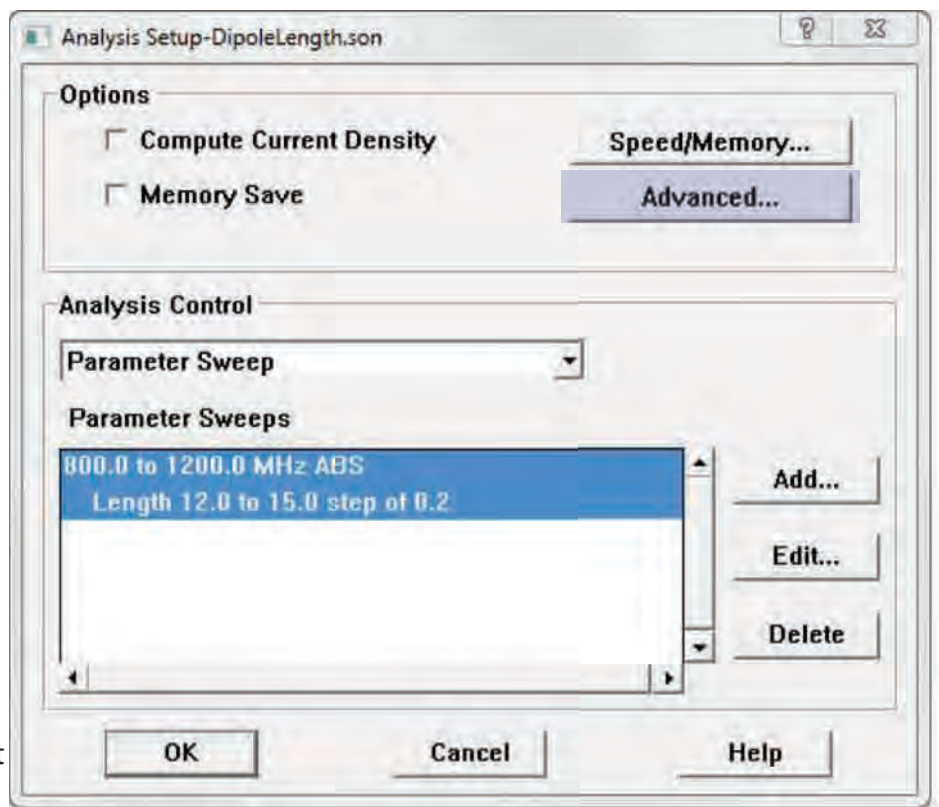 Analysis Setup-DipoleLength.son
Options
Compute Current Density
Speed/Memory...
Memory Save
Advanced...
Analysis Control
Parameter Sweep
Parameter Sweeps
800.0 to 1200.0 MHz ABS
Length 12.0 to 15.0 step of 0.2
Add...
Edit...
Delete
t
OK
Cancel
Help